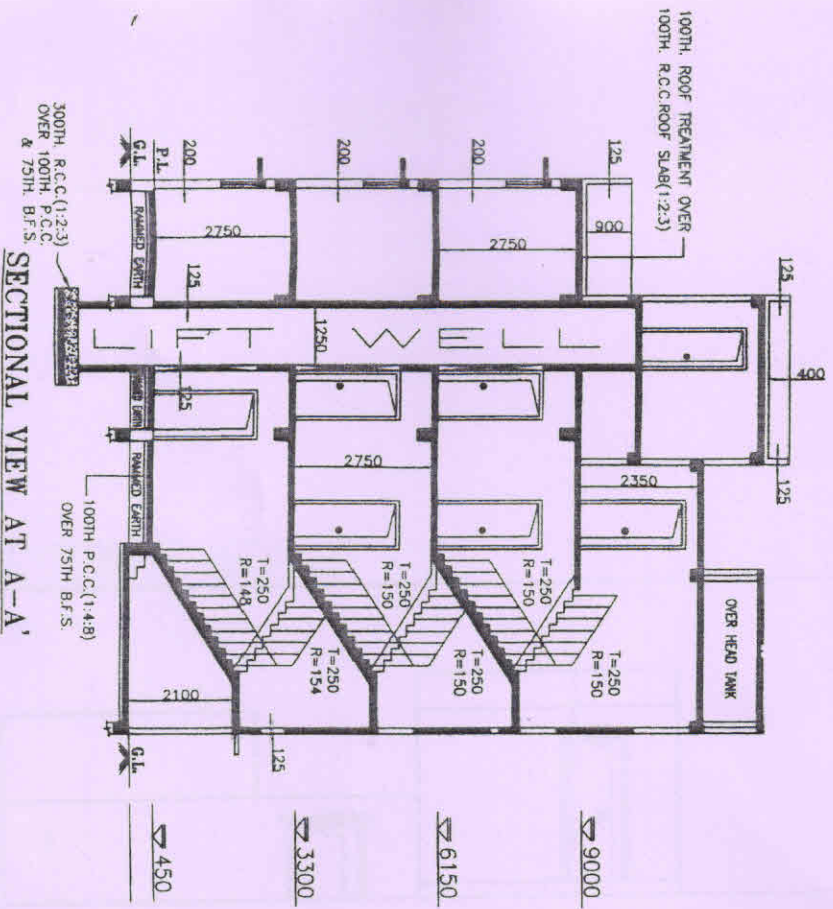 100TH. ROOF TREATMENT OVER
100TH. R.C.C.ROOF SLAB(1:2:3)
125
900
125
400
125
2350
OVER HEAD TANK
9000
200
2750
T=250
R=150
T=250
R=150
6150
200
2750
T=250
R=150
T=250
R=150
3300
200
2750
T=250
R=148
T=250
R=154
LIFT WELL
1250
125
125
2100
125
450
P.L.
G.L.
G.L.
RAMMED EARTH
RAMMED EARTH
300TH. R.C.C.(1:2:3)
OVER 100TH. P.C.C.
& 75TH. B.F.S.
100TH P.C.C.(1:4:8)
OVER 75TH B.F.S.
SECTIONAL VIEW AT A-A'